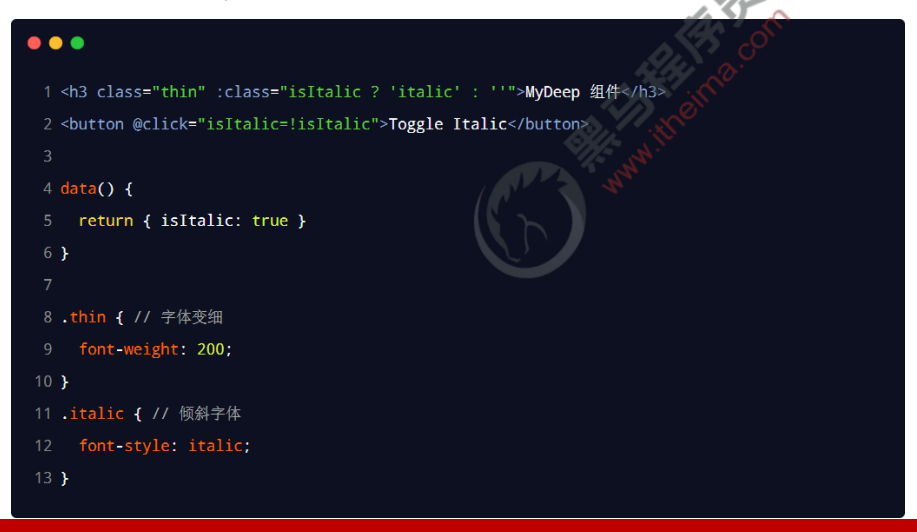 黑马程序员
www.itheima.com
1 <h3 class="thin" :class="isItalic ? 'italic' : ''">MyDeep 组件</h3>
2 <button @click="isItalic=!isItalic">Toggle Italic</button>
3
4 data() {
5   return { isItalic: true }
6 }
7
8 .thin { // 字体变细
9   font-weight: 200;
10 }
11 .italic { // 倾斜字体
12   font-style: italic;
13 }